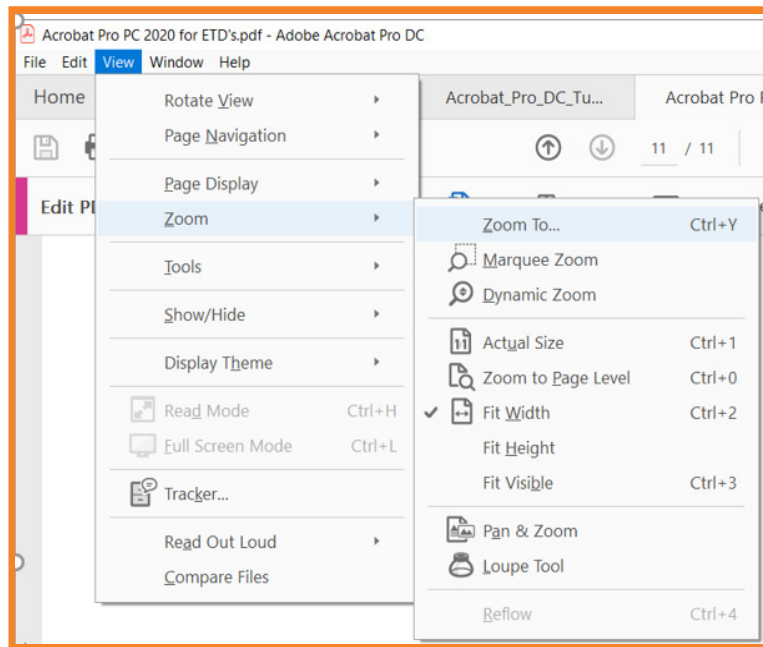 Acrobat Pro PC 2020 for ETD's.pdf - Adobe Acrobat Pro DC
File Edit View Window Help
Home Acrobat_Pro_DC_Tu... Acrobat Pro
11 / 11
Edit
Rotate View
Page Navigation
Page Display
Zoom
Tools
Show/Hide
Display Theme
Read Mode Ctrl+H
Full Screen Mode Ctrl+L
Tracker...
Read Out Loud
Compare Files
Zoom To... Ctrl+Y
Marquee Zoom
Dynamic Zoom
Actual Size Ctrl+1
Zoom to Page Level Ctrl+0
Fit Width Ctrl+2
Fit Height
Fit Visible Ctrl+3
Pan & Zoom
Loupe Tool
Reflow Ctrl+4